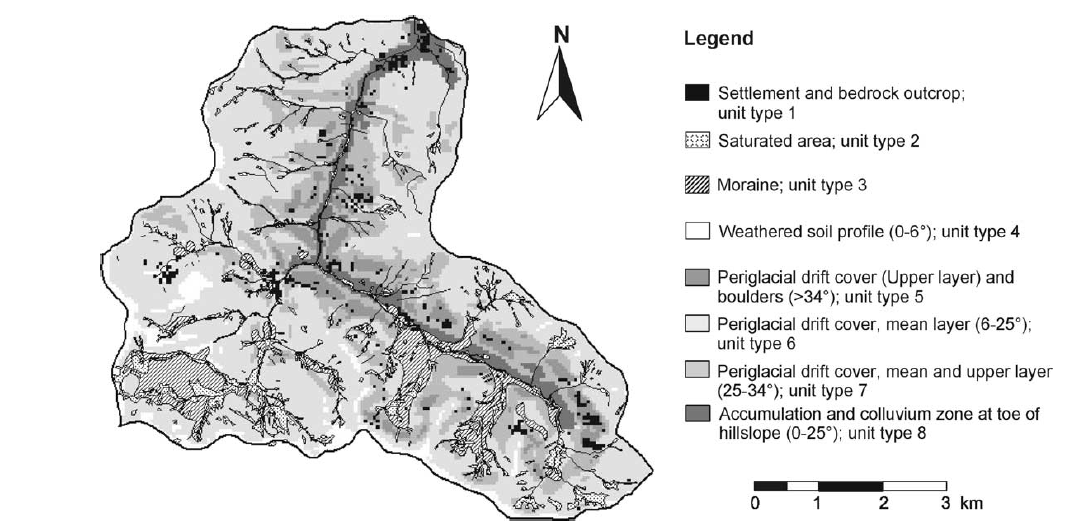 N
Legend
Settlement and bedrock outcrop;
unit type 1
Saturated area; unit type 2
Moraine; unit type 3
Weathered soil profile (0-6°); unit type 4
Periglacial drift cover (Upper layer) and
boulders (>34°); unit type 5
Periglacial drift cover, mean layer (6-25°);
unit type 6
Periglacial drift cover, mean and upper layer
(25-34°); unit type 7
Accumulation and colluvium zone at toe of
hillslope (0-25°); unit type 8
0 1 2 3 km